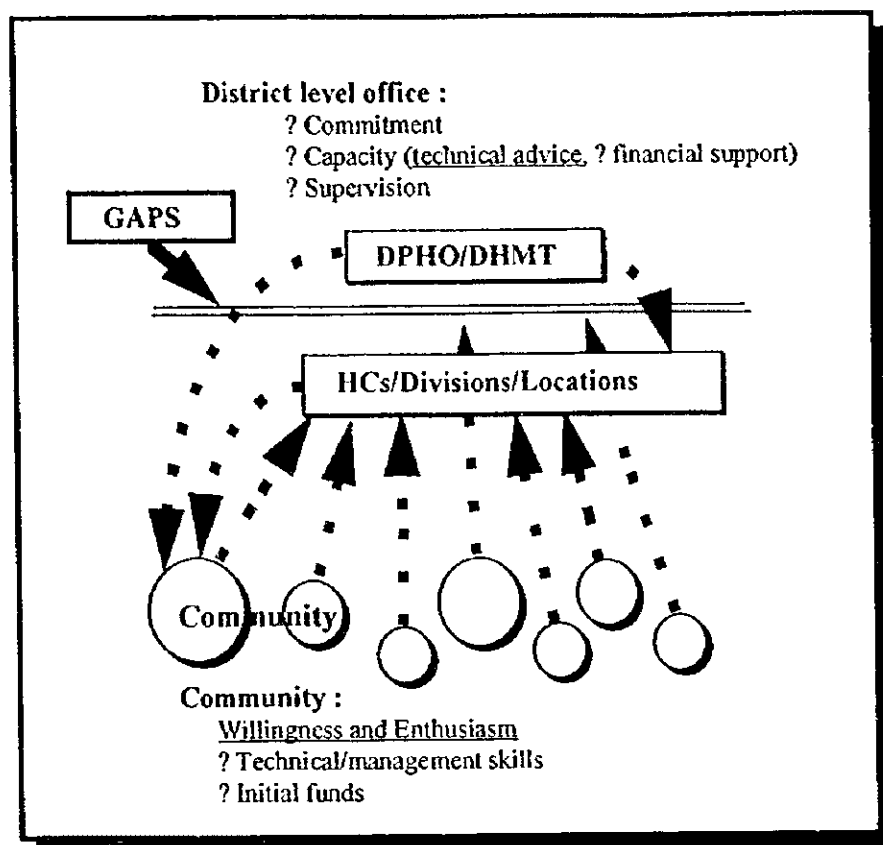 District level office :
? Commitment
? Capacity (technical advice, ? financial support)
? Supervision
GAPS
DPHO/DHMT
HCs/Divisions/Locations
Community
Community :
Willingness and Enthusiasm
? Technical/management skills
? Initial funds